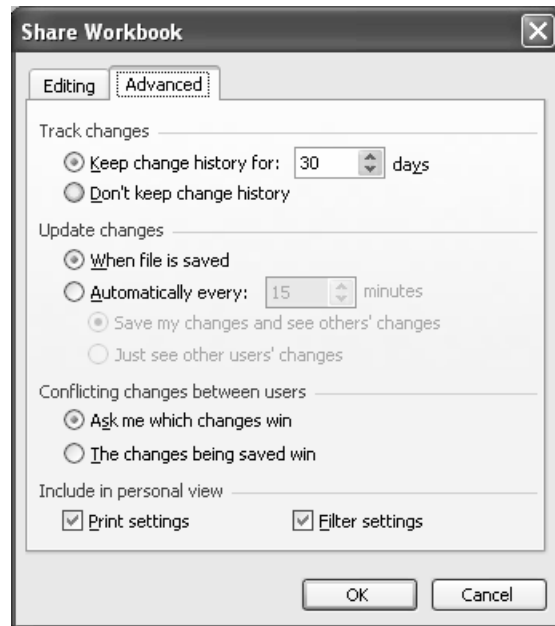 Share Workbook
Editing Advanced
Track changes
Keep change history for: 30 days
Don't keep change history
Update changes
When file is saved
Automatically every: 15 minutes
Save my changes and see others' changes
Just see other users' changes
Conflicting changes between users
Ask me which changes win
The changes being saved win
Include in personal view
Print settings Filter settings
OK Cancel